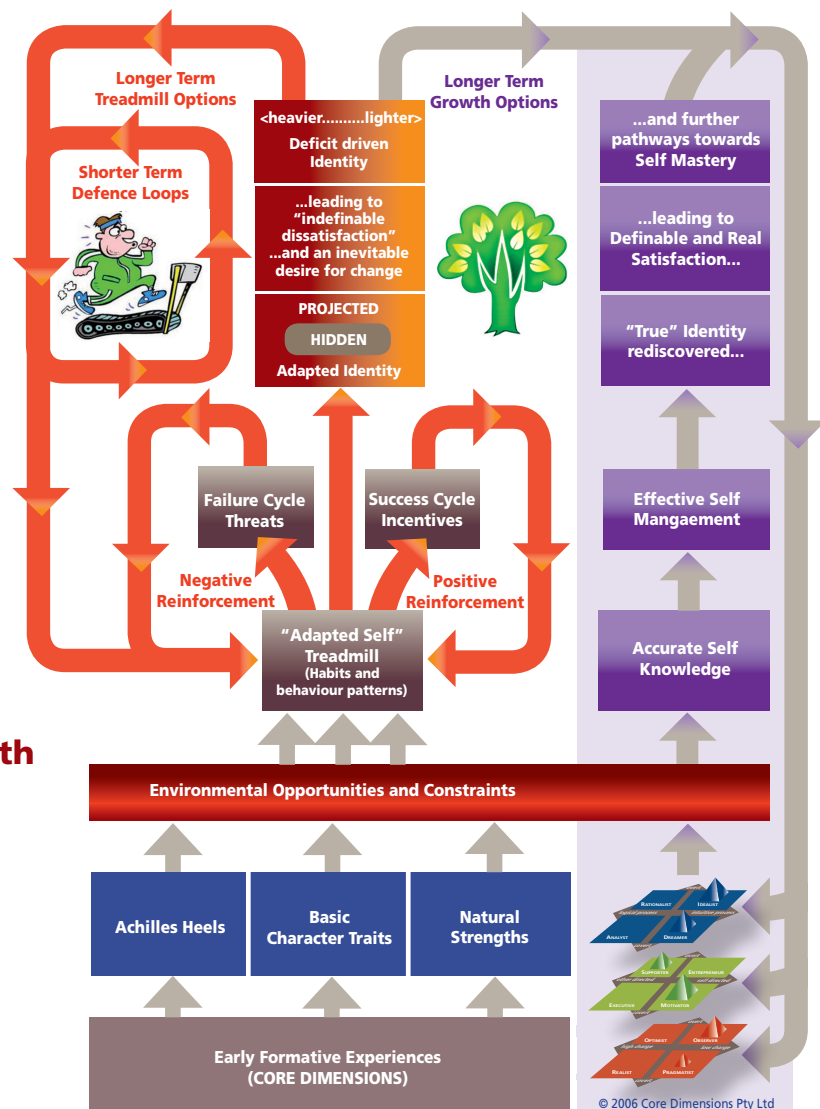 Longer Term
Treadmill Options
Longer Term
Growth Options
<heavier..........lighter>
Deficit driven
Identity
...and further
pathways towards
Self Mastery
Shorter Term
Defence Loops
...leading to
"indefinable
dissatisfaction"
...and an inevitable
desire for change
...leading to
Definable and Real
Satisfaction...
PROJECTED
HIDDEN
Adapted Identity
"True" Identity
rediscovered...
Failure Cycle
Threats
Success Cycle
Incentives
Effective Self
Mangaement
Negative
Reinforcement
Positive
Reinforcement
"Adapted Self"
Treadmill
(Habits and
behaviour patterns)
Accurate Self
Knowledge
th
Environmental Opportunities and Constraints
Achilles Heels
Basic
Character Traits
Natural
Strengths
RATIONALIST
IDEALIST
ANALYST
DREAMER
SUPPORTER
ENTREPRENEUR
EXECUTIVE
MOTIVATOR
OPTIMIST
OBSERVER
REALIST
PRAGMATIST
Early Formative Experiences
(CORE DIMENSIONS)
© 2006 Core Dimensions Pty Ltd